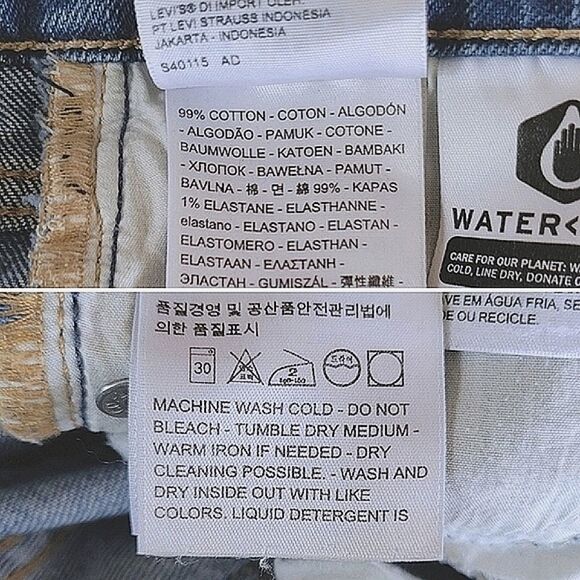 LEVI'S® DI IMPORT OLEH:
PT LEVI STRAUSS INDONESIA
JAKARTA - INDONESIA
S40115 AD
99% COTTON - COTON - ALGODÓN
- ALGODÃO - PAMUK - COTONE -
BAUMWOLLE - KATOEN - BAMBAKI
- ХЛОПОК - BAWEŁNA - PAMUT -
BAVLNA - 棉 - 면 - 綿 99% - KAPAS
1% ELASTANE - ELASTHANNE -
elastano - ELASTANO - ELASTAN -
ELASTOMERO - ELASTHAN -
ELASTAAN - ΕΛΑΣΤΑΝΗ -
ЭЛАСТАН - GUMISZÁL - 彈性纖維 -
WATER<
CARE FOR OUR PLANET: W
COLD, LINE DRY, DONATE O
VE EM ÁGUA FRIA, SE
E OU RECICLE.
품질경영 및 공산품안전관리법에
의한 품질표시
30 2 드라이
MACHINE WASH COLD - DO NOT
BLEACH - TUMBLE DRY MEDIUM -
WARM IRON IF NEEDED - DRY
CLEANING POSSIBLE. - WASH AND
DRY INSIDE OUT WITH LIKE
COLORS. LIQUID DETERGENT IS